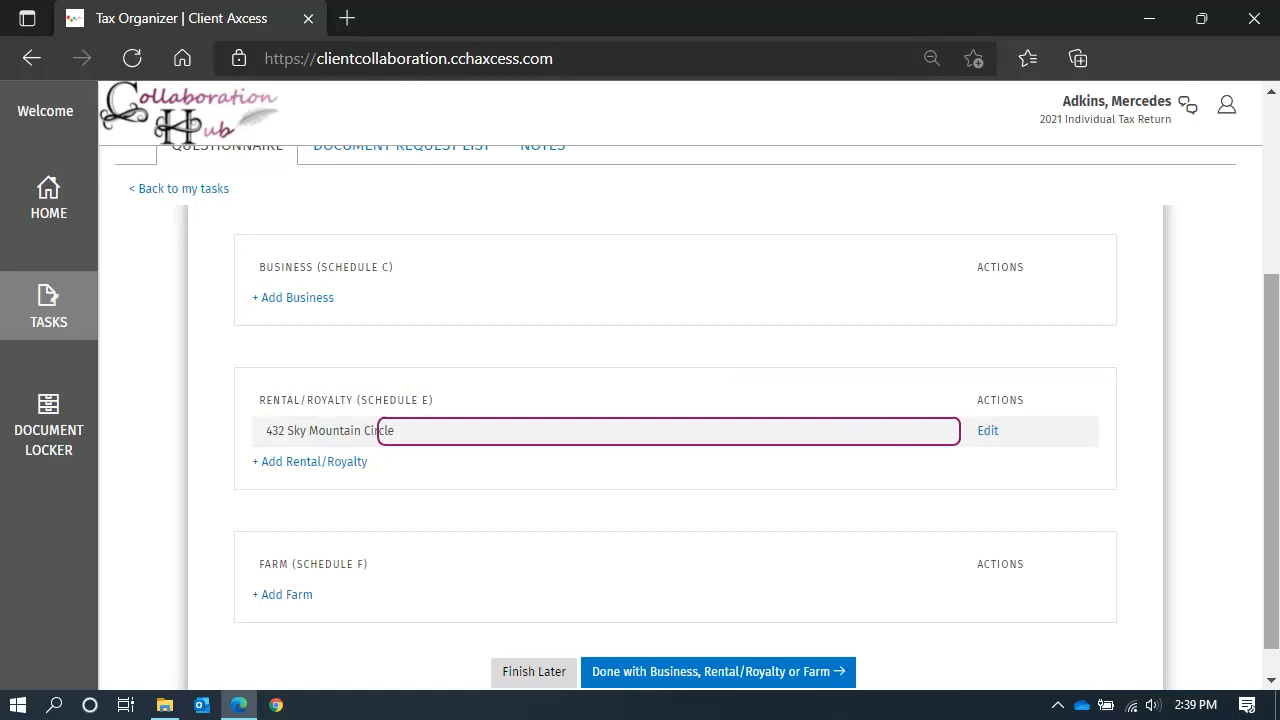 Tax Organizer | Client Axcess
https://clientcollaboration.cchaxcess.com
Welcome
Collaboration
Hub
Adkins, Mercedes
2021 Individual Tax Return
QUESTIONNAIRE DOCUMENT REQUEST LIST NOTES
< Back to my tasks
HOME
TASKS
DOCUMENT
LOCKER
BUSINESS (SCHEDULE C) ACTIONS
+ Add Business
RENTAL/ROYALTY (SCHEDULE E) ACTIONS
432 Sky Mountain Circle Edit
+ Add Rental/Royalty
FARM (SCHEDULE F) ACTIONS
+ Add Farm
Finish Later Done with Business, Rental/Royalty or Farm →
2:39 PM